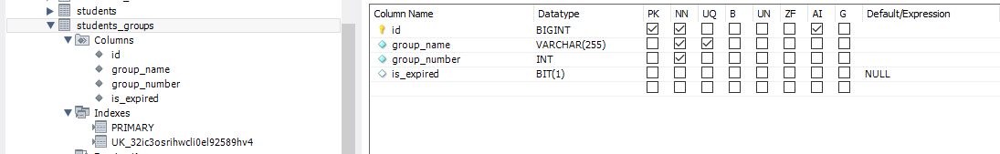 students
students_groups
Columns
id
group_name
group_number
is_expired
Indexes
PRIMARY
UK_32ic3osrihwcli0el92589hv4
Column Name Datatype PK NN UQ B UN ZF AI G Default/Expression
id BIGINT
group_name VARCHAR(255)
group_number INT
is_expired BIT(1) NULL